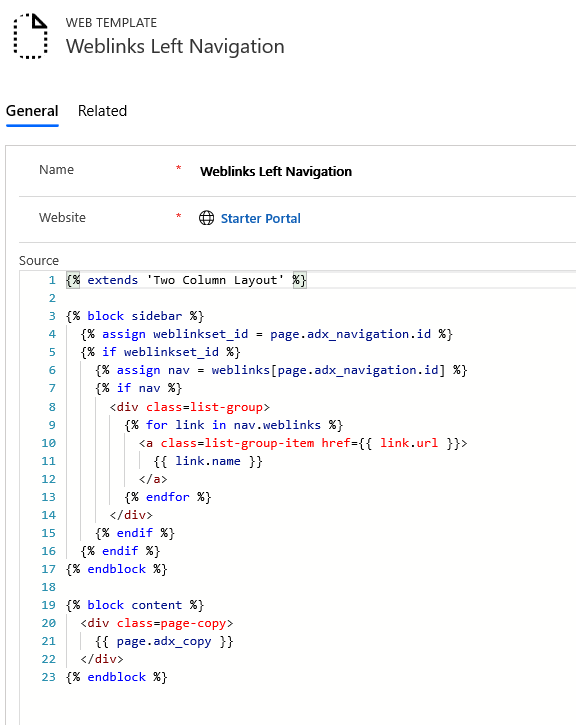 WEB TEMPLATE
Weblinks Left Navigation
General Related
Name * Weblinks Left Navigation
Website * Starter Portal
Source
1 {% extends 'Two Column Layout' %}
2
3 {% block sidebar %}
4 {% assign weblinkset_id = page.adx_navigation.id %}
5 {% if weblinkset_id %}
6 {% assign nav = weblinks[page.adx_navigation.id] %}
7 {% if nav %}
8 <div class=list-group>
9 {% for link in nav.weblinks %}
10 <a class=list-group-item href={{ link.url }}>
11 {{ link.name }}
12 </a>
13 {% endfor %}
14 </div>
15 {% endif %}
16 {% endif %}
17 {% endblock %}
18
19 {% block content %}
20 <div class=page-copy>
21 {{ page.adx_copy }}
22 </div>
23 {% endblock %}